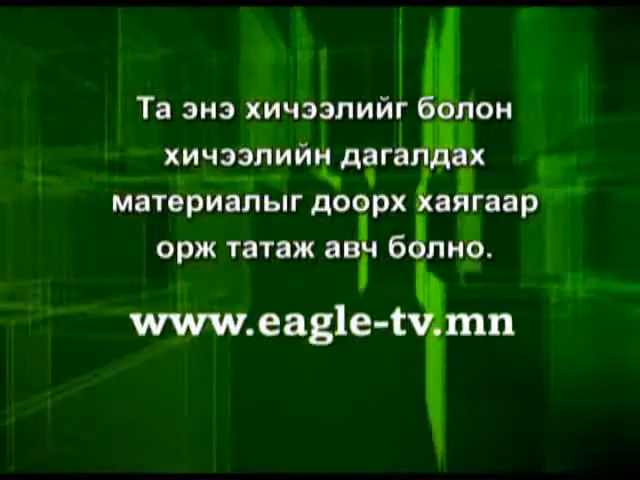 Та энэ хичээлийг болон
хичээлийн дагалдах
материалыг доорх хаягаар
орж татаж авч болно.
www.eagle-tv.mn